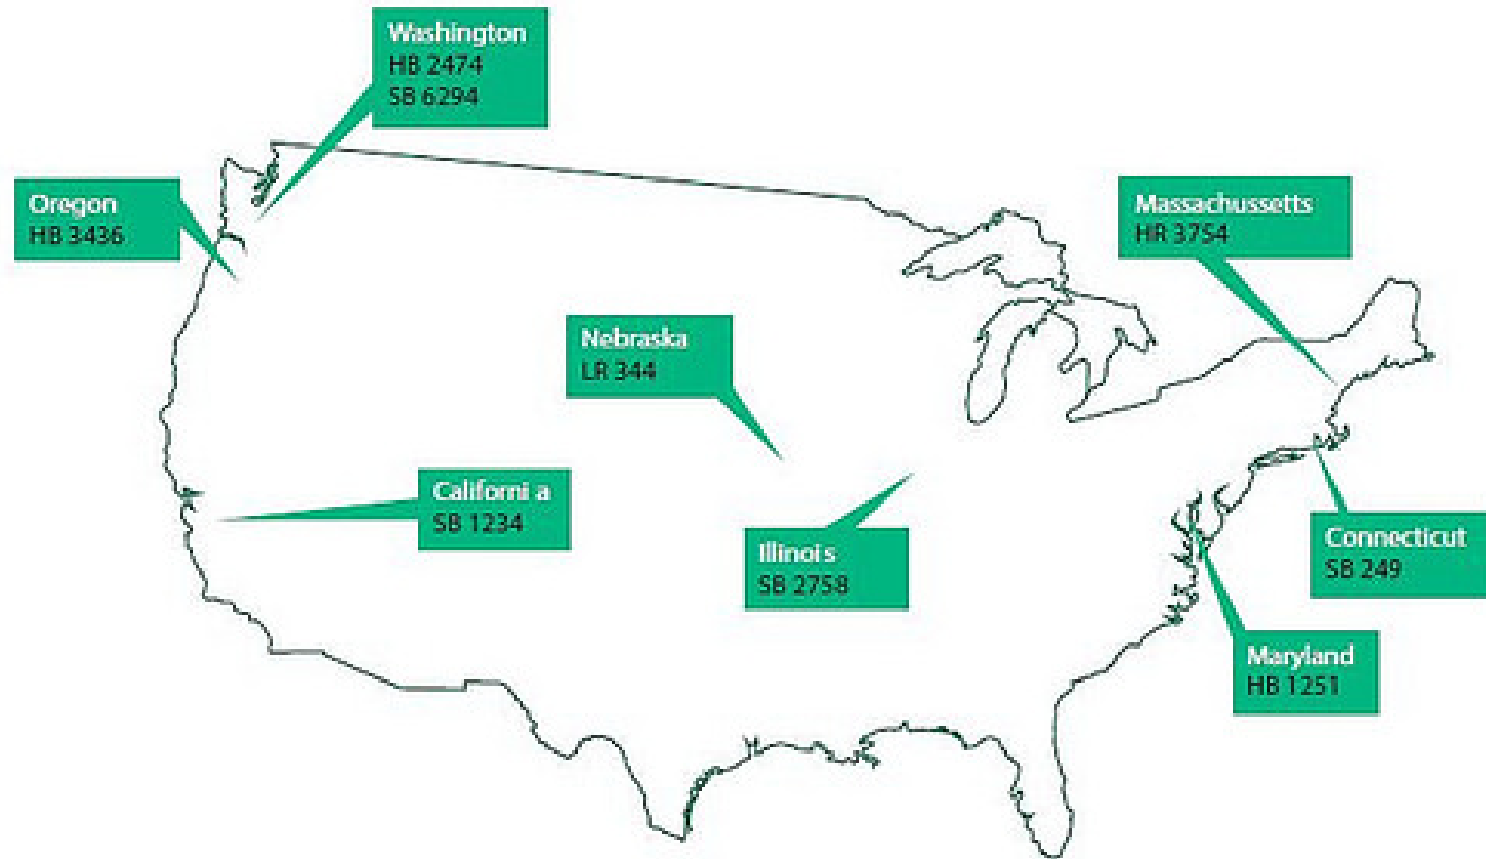 Washington
HB 2474
SB 6294
Oregon
HB 3436
Massachussetts
HR 3754
Nebraska
LR 344
Californi a
SB 1234
Illinois
SB 2758
Connecticut
SB 249
Maryland
HB 1251